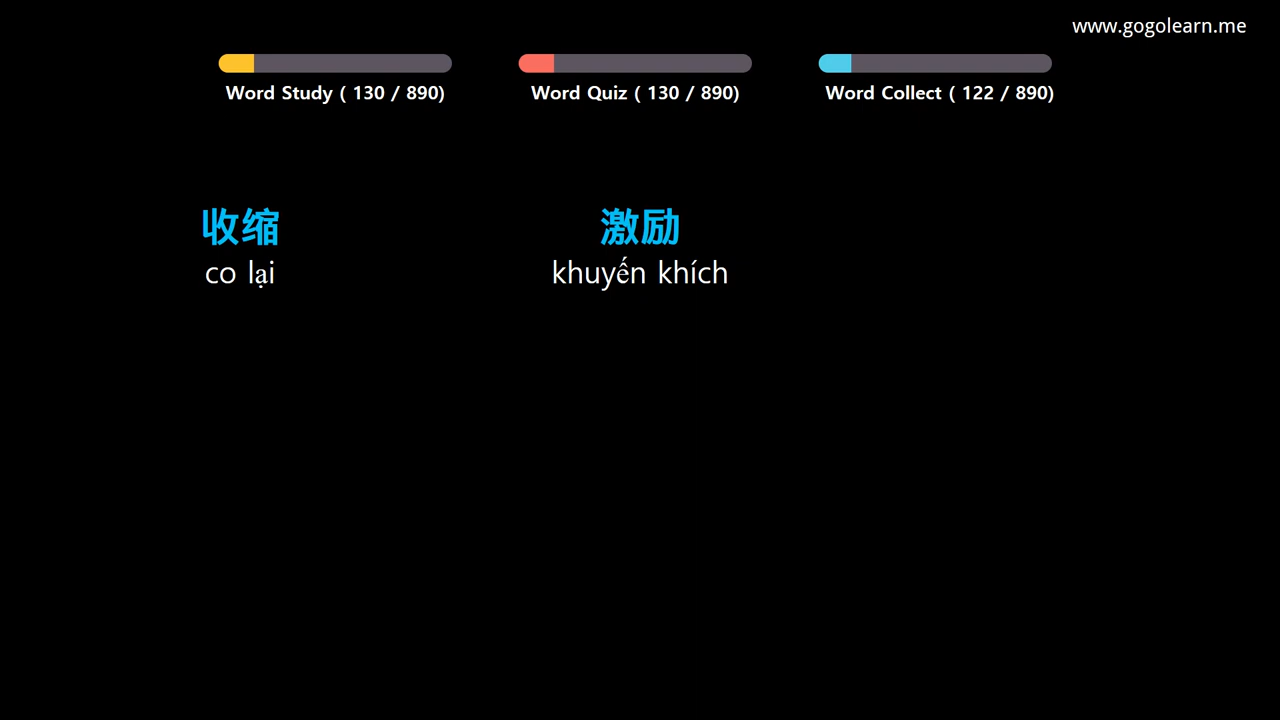 www.gogolearn.me
Word Study ( 130 / 890)
Word Quiz ( 130 / 890)
Word Collect ( 122 / 890)
收缩
co lại
激励
khuyến khích